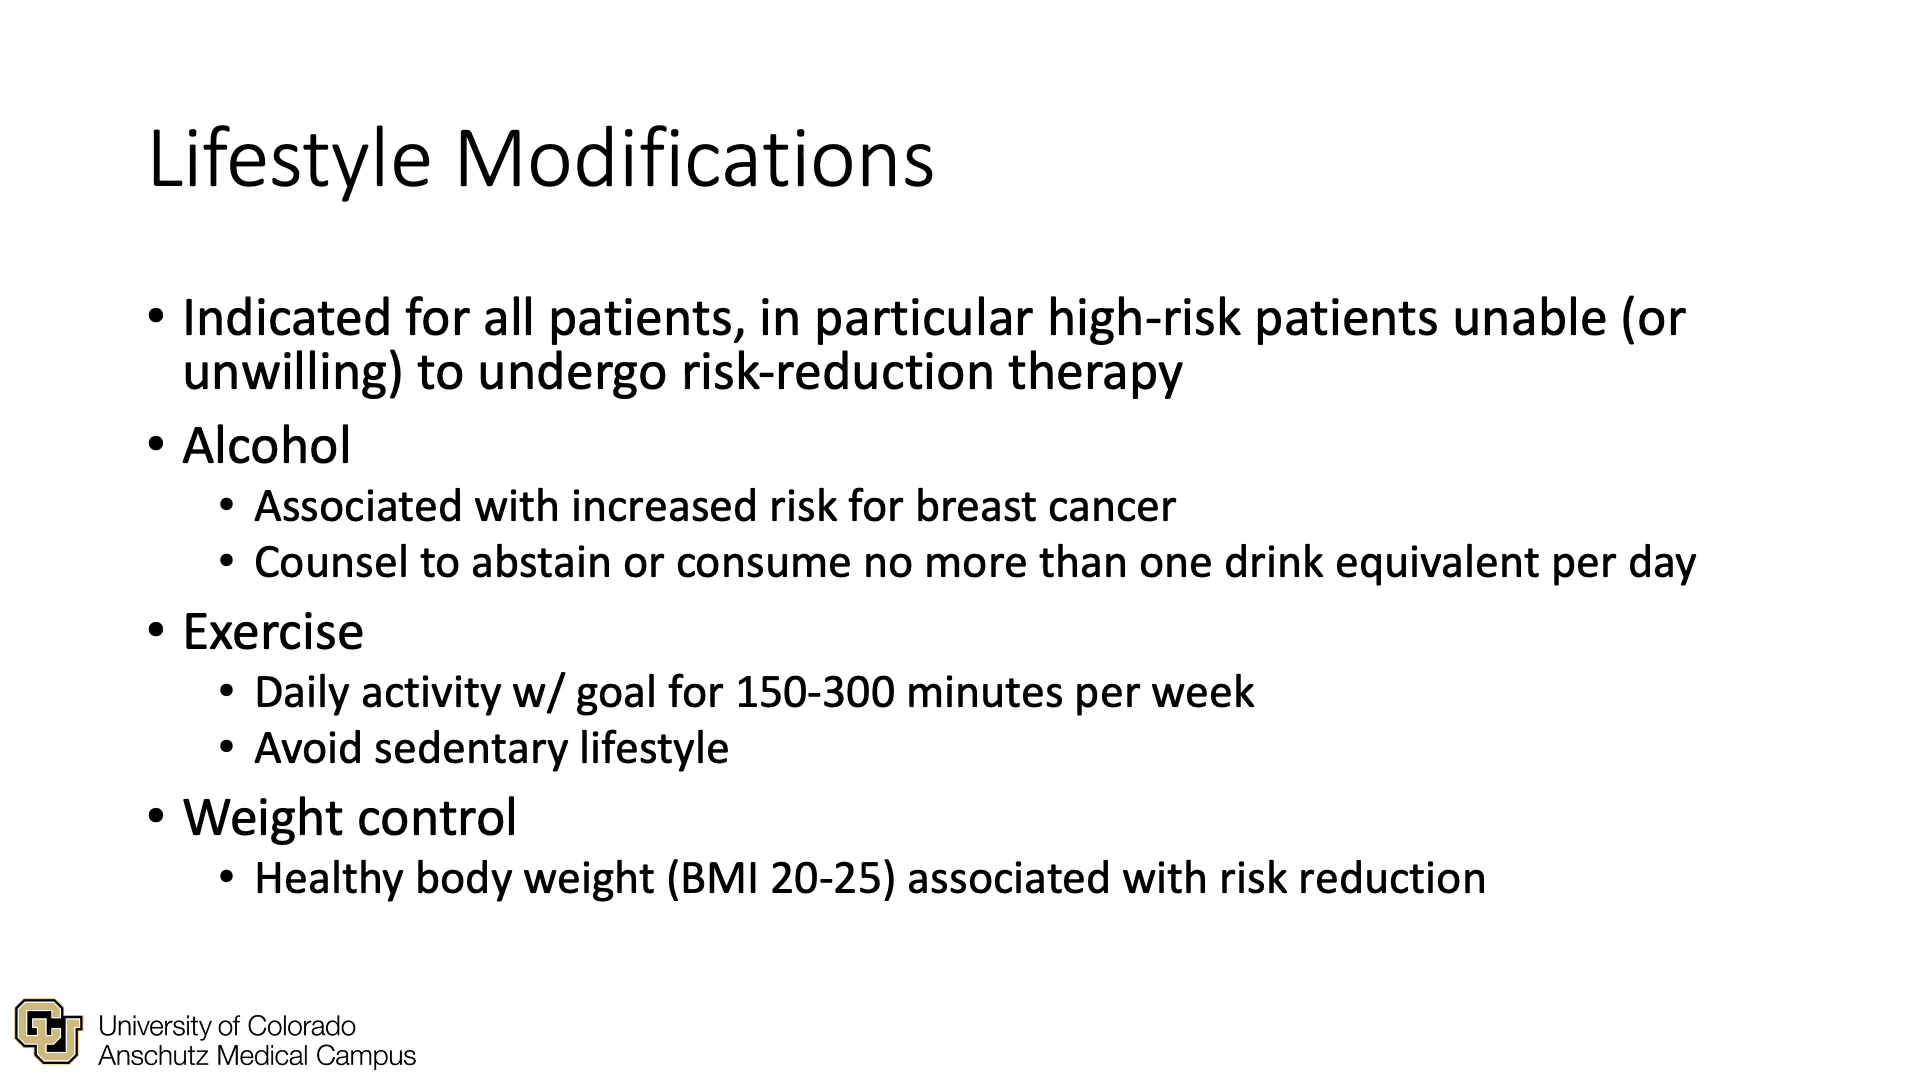 Lifestyle Modifications
• Indicated for all patients, in particular high-risk patients unable (or
unwilling) to undergo risk-reduction therapy
• Alcohol
• Associated with increased risk for breast cancer
• Counsel to abstain or consume no more than one drink equivalent per day
• Exercise
• Daily activity w/ goal for 150-300 minutes per week
• Avoid sedentary lifestyle
• Weight control
• Healthy body weight (BMI 20-25) associated with risk reduction
CU
University of Colorado
Anschutz Medical Campus